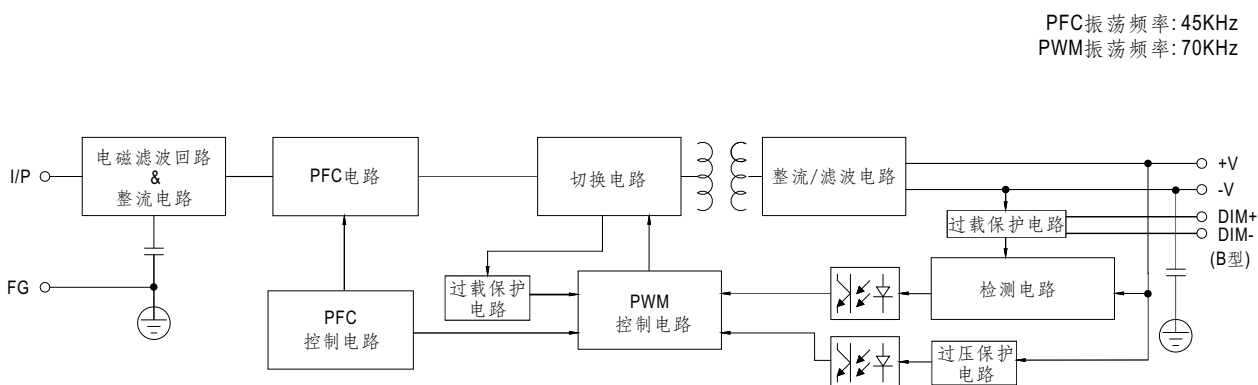 PFC振荡频率: 45KHz
PWM振荡频率: 70KHz
I/P
电磁滤波回路
&
整流电路
PFC电路
切换电路
整流/滤波电路
+V
-V
过载保护电路
DIM+
DIM-
(B型)
FG
PFC
控制电路
过载保护
电路
PWM
控制电路
检测电路
过压保护
电路